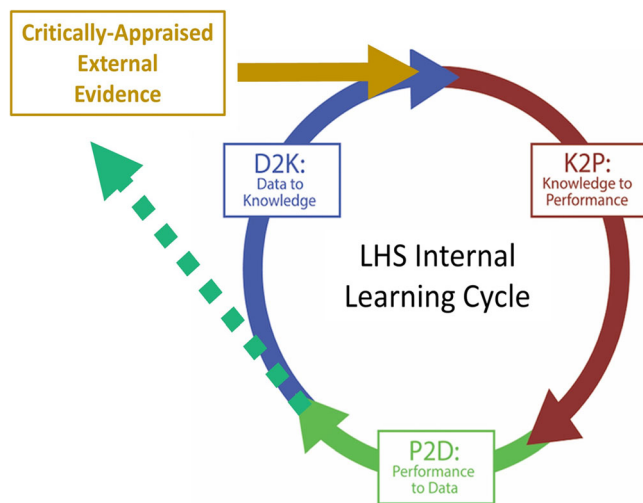 Critically-Appraised
External
Evidence
D2K:
Data to
Knowledge
K2P:
Knowledge to
Performance
LHS Internal
Learning Cycle
P2D:
Performance
to Data